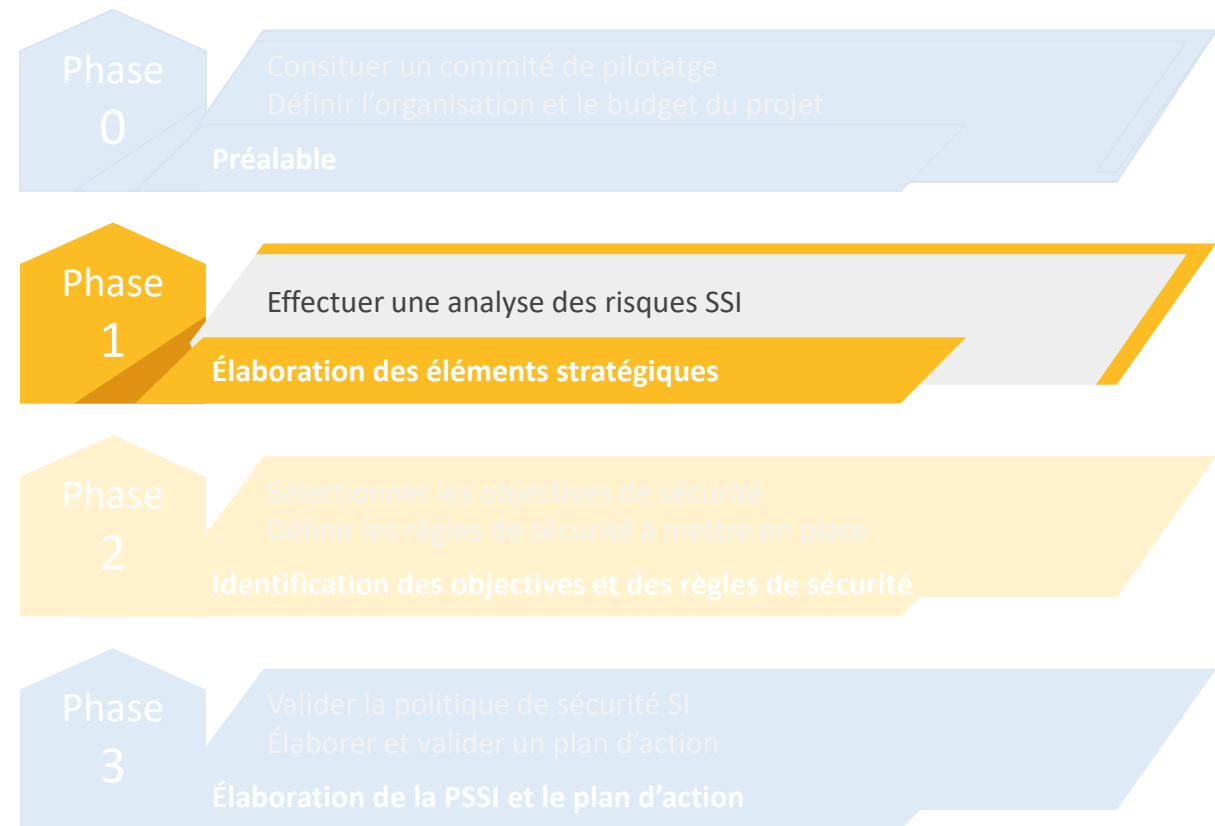 Phase
0
Consituer un commité de pilotatge
Définir l'organisation et le budget du projet
Préalable
Phase
1
Effectuer une analyse des risques SSI
Élaboration des éléments stratégiques
Phase
2
Sélectionner les objectives de sécurité
Définir les règles de sécurité à mettre en place
Identification des objectives et des règles de sécurité
Phase
3
Valider la politique de sécurité SI
Élaborer et valider un plan d'action
Élaboration de la PSSI et le plan d'action